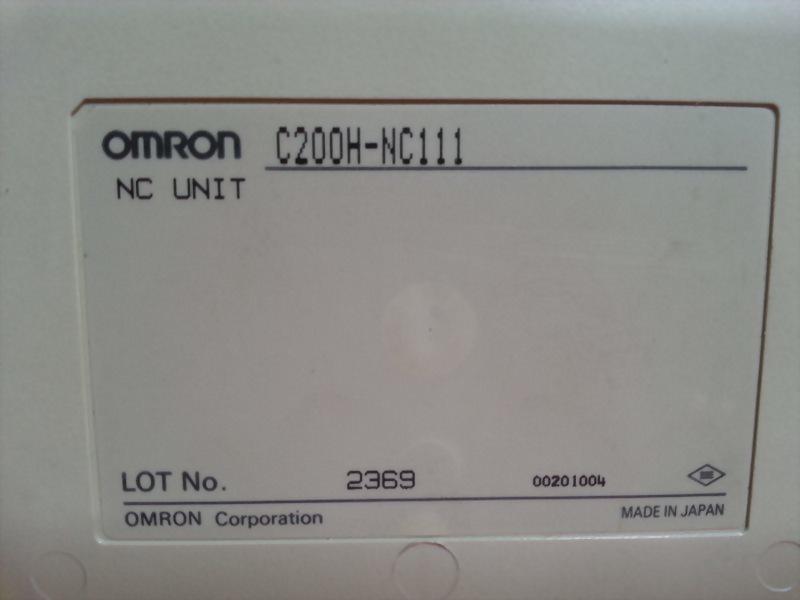 OMRON C200H-NC111
NC UNIT
LOT No. 2369 00201004
OMRON Corporation MADE IN JAPAN